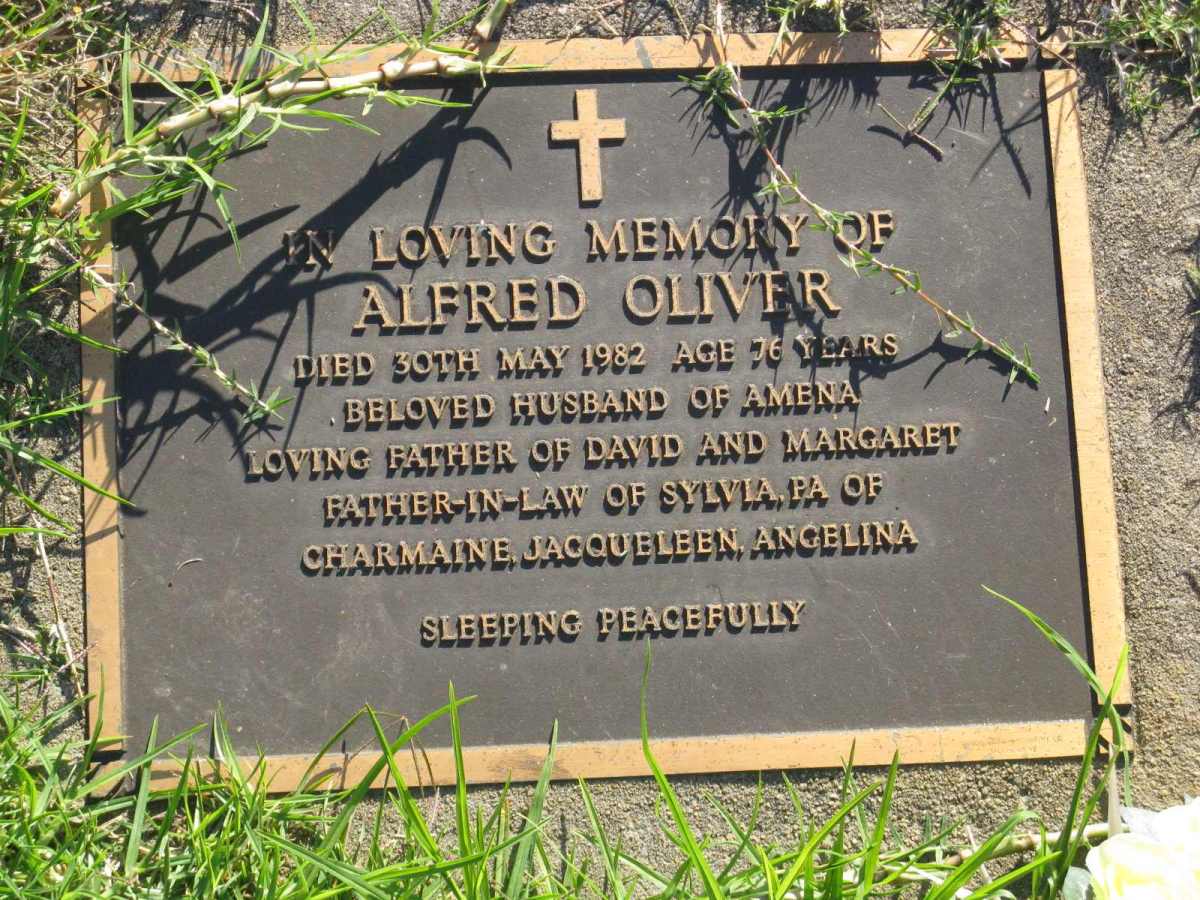 IN LOVING MEMORY OF
ALFRED OLIVER
DIED 30TH MAY 1982 AGE 76 YEARS
BELOVED HUSBAND OF AMENA
LOVING FATHER OF DAVID AND MARGARET
FATHER-IN-LAW OF SYLVIA, PA OF
CHARMAINE, JACQUELEEN, ANGELINA
SLEEPING PEACEFULLY